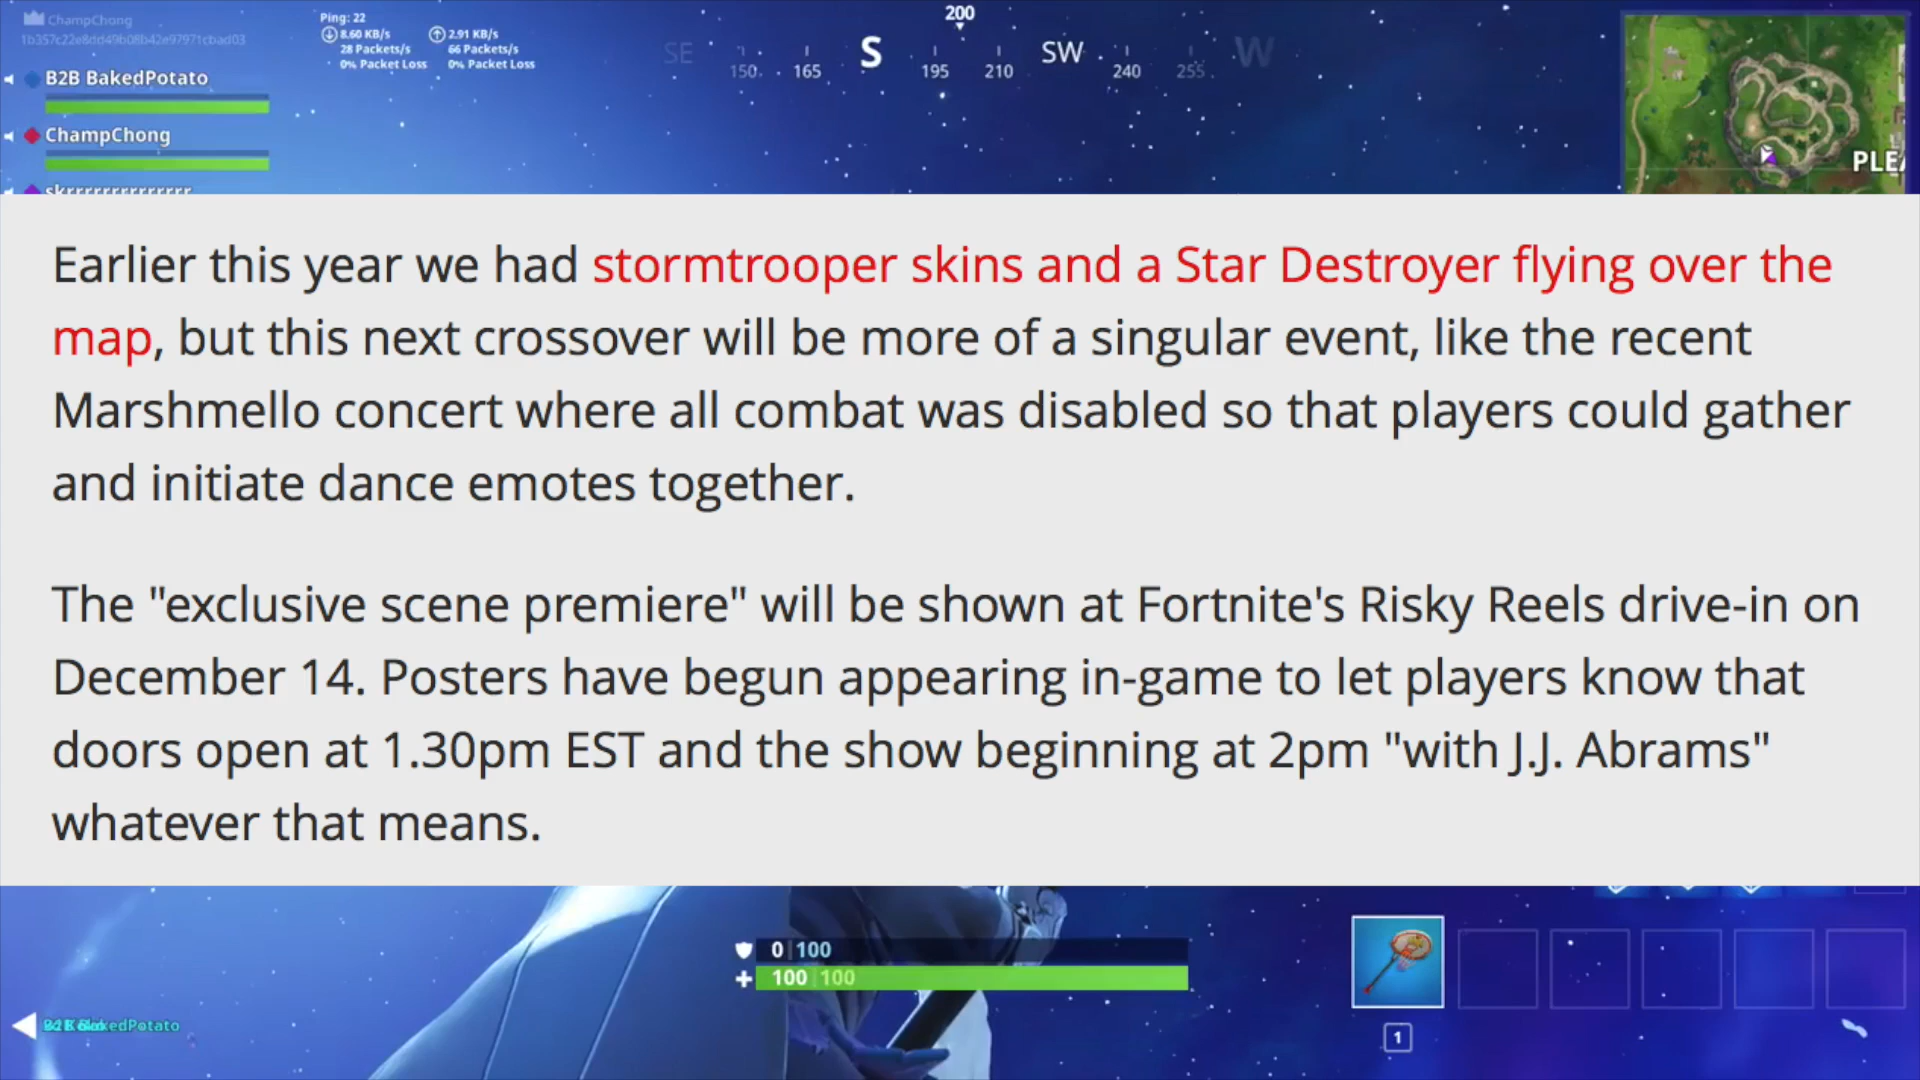 ChampChong
Ping: 22
8.60 KB/s 2.91 KB/s
28 Packets/s 66 Packets/s
0% Packet Loss 0% Packet Loss
200
SE 150 165 S 195 210 SW 240 255 W
B2B BakedPotato
ChampChong
skrrrrrrrrrrrrrr
PLEA
Earlier this year we had stormtrooper skins and a Star Destroyer flying over the
map, but this next crossover will be more of a singular event, like the recent
Marshmello concert where all combat was disabled so that players could gather
and initiate dance emotes together.
The "exclusive scene premiere" will be shown at Fortnite's Risky Reels drive-in on
December 14. Posters have begun appearing in-game to let players know that
doors open at 1.30pm EST and the show beginning at 2pm "with J.J. Abrams"
whatever that means.
0 | 100
100 | 100
1